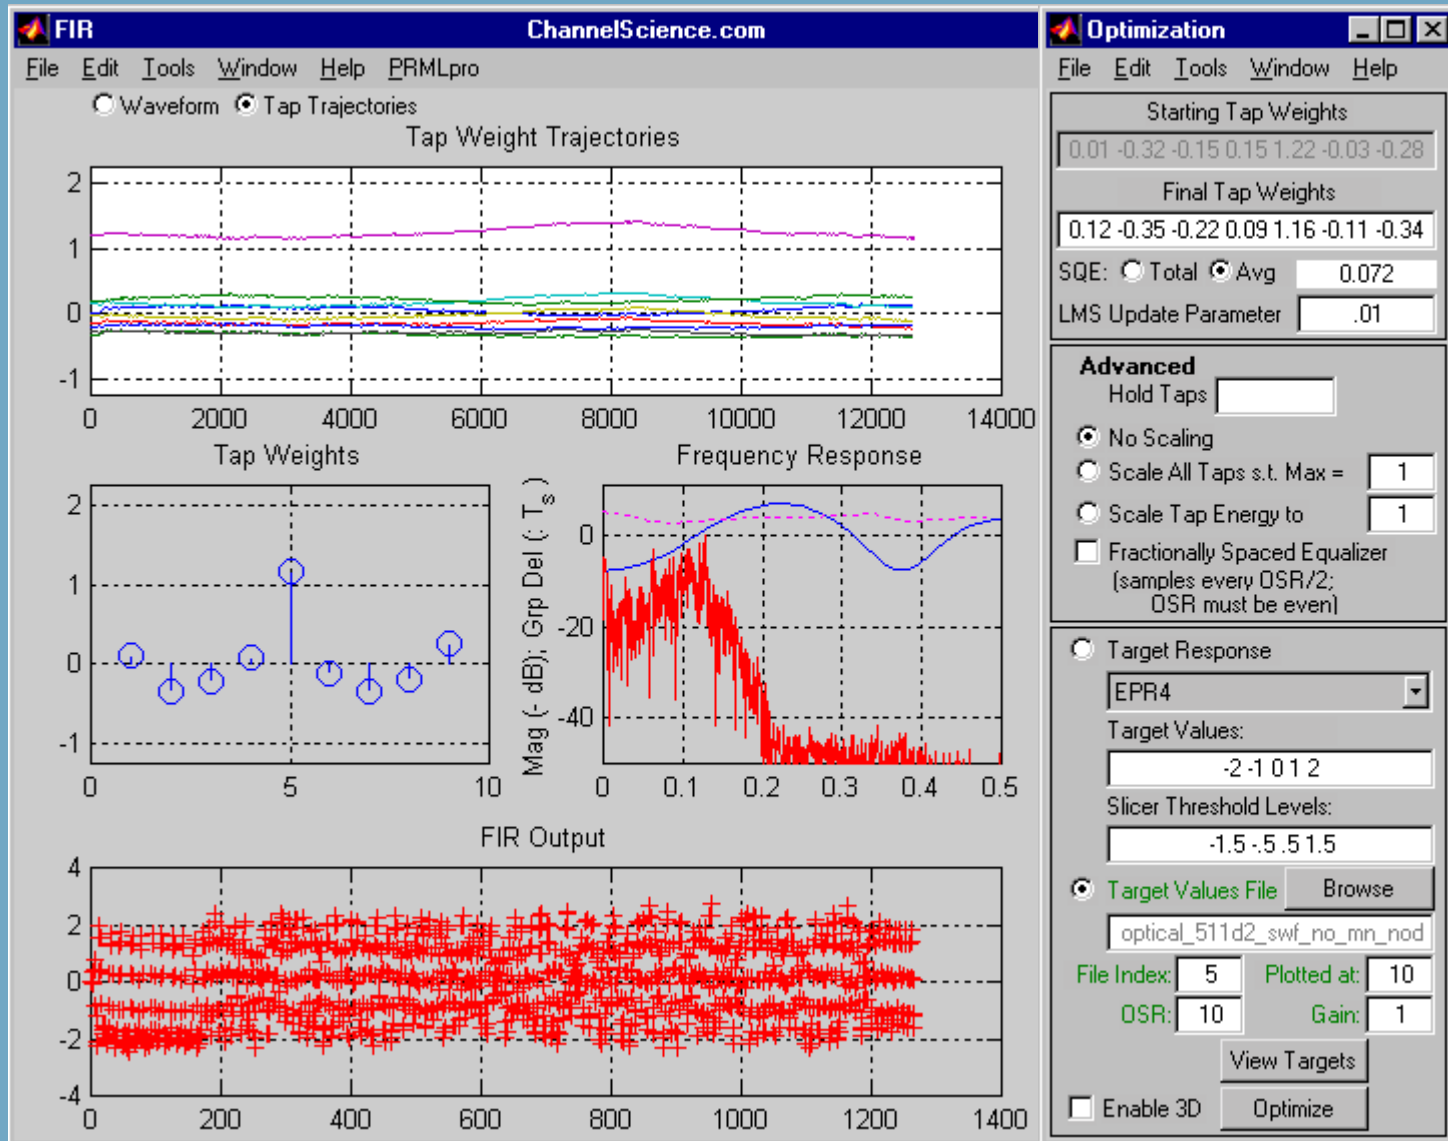 FIR ChannelScience.com
File Edit Tools Window Help PRMLpro
Waveform Tap Trajectories
Tap Weight Trajectories
2
1
0
-1
0 2000 4000 6000 8000 10000 12000 14000
Tap Weights
2
1
0
-1
0 5 10
Frequency Response
Mag (- dB); Grp Del (: Ts)
0
-20
-40
0 0.1 0.2 0.3 0.4 0.5
FIR Output
4
2
0
-2
-4
0 200 400 600 800 1000 1200 1400
Optimization
File Edit Tools Window Help
Starting Tap Weights
0.01 -0.32 -0.15 0.15 1.22 -0.03 -0.28
Final Tap Weights
0.12 -0.35 -0.22 0.09 1.16 -0.11 -0.34
SQE: Total Avg 0.072
LMS Update Parameter .01
Advanced
Hold Taps
No Scaling
Scale All Taps s.t. Max = 1
Scale Tap Energy to 1
Fractionally Spaced Equalizer
(samples every OSR/2;
OSR must be even)
Target Response
EPR4
Target Values:
-2 -1 0 1 2
Slicer Threshold Levels:
-1.5 -.5 .5 1.5
Target Values File Browse
optical_511d2_swf_no_mn_nod
File Index: 5 Plotted at: 10
OSR: 10 Gain: 1
View Targets
Enable 3D Optimize